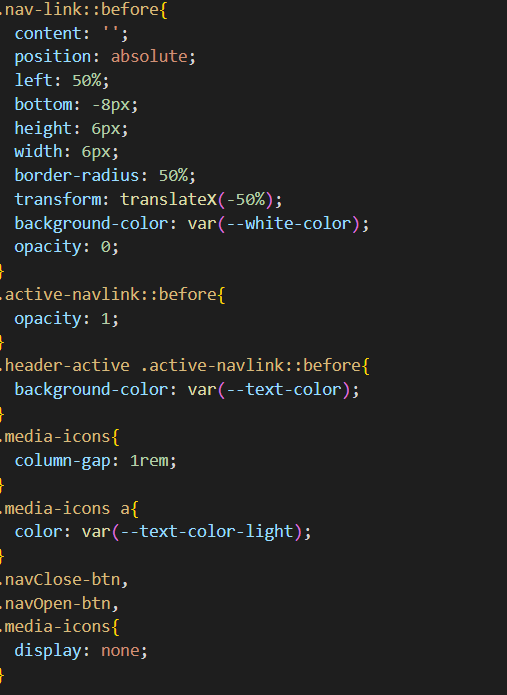 .nav-link::before{
content: '';
position: absolute;
left: 50%;
bottom: -8px;
height: 6px;
width: 6px;
border-radius: 50%;
transform: translateX(-50%);
background-color: var(--white-color);
opacity: 0;
}
.active-navlink::before{
opacity: 1;
}
.header-active .active-navlink::before{
background-color: var(--text-color);
}
.media-icons{
column-gap: 1rem;
}
.media-icons a{
color: var(--text-color-light);
}
.navClose-btn,
.navOpen-btn,
.media-icons{
display: none;
}